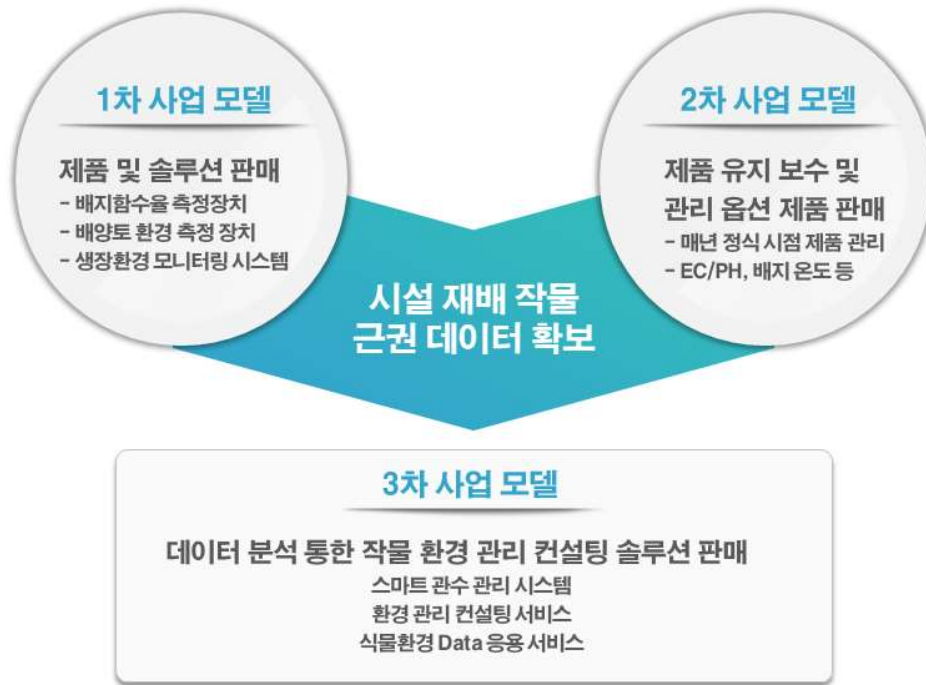 1차 사업 모델
제품 및 솔루션 판매
- 배지함수율 측정장치
- 배양토 환경 측정 장치
- 생장환경 모니터링 시스템
2차 사업 모델
제품 유지 보수 및
관리 옵션 제품 판매
- 매년 정식 시점 제품 관리
- EC/PH, 배지 온도 등
시설 재배 작물
근권 데이터 확보
3차 사업 모델
데이터 분석 통한 작물 환경 관리 컨설팅 솔루션 판매
스마트 관수 관리 시스템
환경 관리 컨설팅 서비스
식물환경 Data 응용 서비스